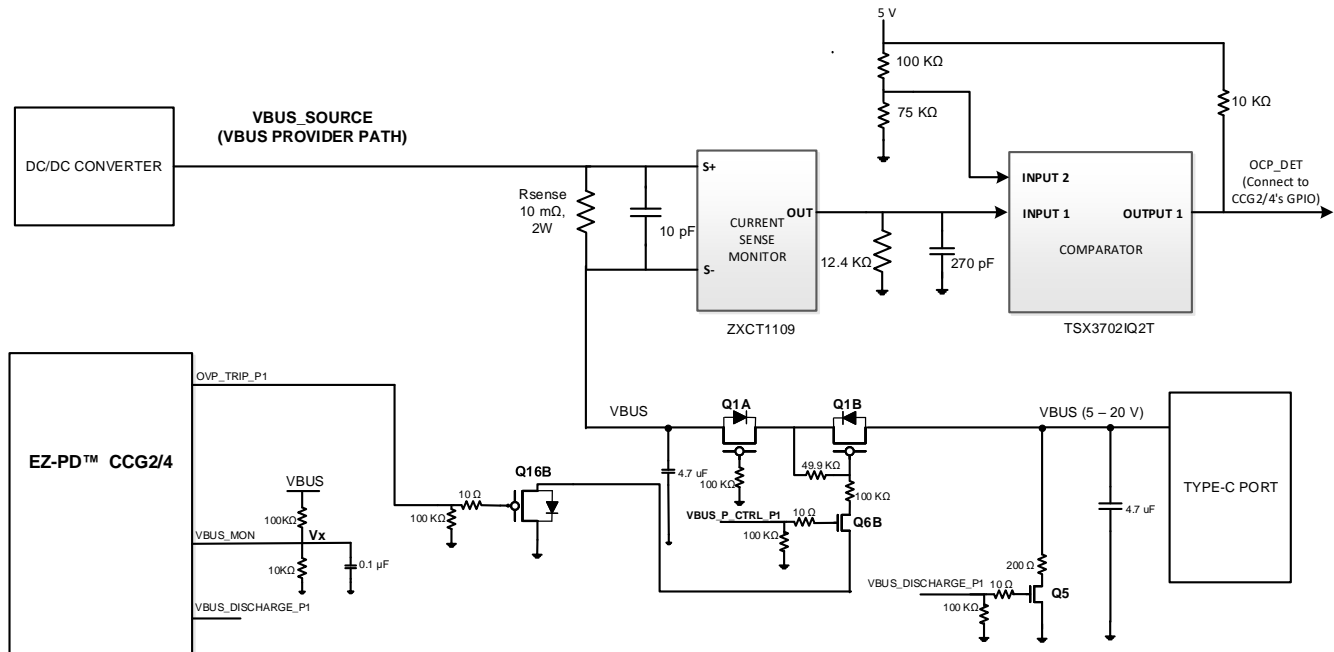 5 V
100 KΩ
75 KΩ
10 KΩ
VBUS_SOURCE
(VBUS PROVIDER PATH)
DC/DC CONVERTER
S+
Rsense
10 mΩ,
2W
10 pF
CURRENT
SENSE
MONITOR
OUT
S-
ZXCT1109
12.4 KΩ
270 pF
INPUT 2
INPUT 1
OUTPUT 1
COMPARATOR
TSX3702IQ2T
OCP_DET
(Connect to
CCG2/4's GPIO)
EZ-PD™ CCG2/4
OVP_TRIP_P1
VBUS
100KΩ
VBUS_MON
Vx
10KΩ
0.1 µF
VBUS_DISCHARGE_P1
Q16B
10 Ω
100 KΩ
VBUS
4.7 uF
Q1A
100 KΩ
Q1B
49.9 KΩ
100 KΩ
VBUS_P_CTRL_P1
10 Ω
100 KΩ
Q6B
VBUS (5 – 20 V)
200 Ω
VBUS_DISCHARGE_P1
10 Ω
100 KΩ
Q5
4.7 uF
TYPE-C PORT